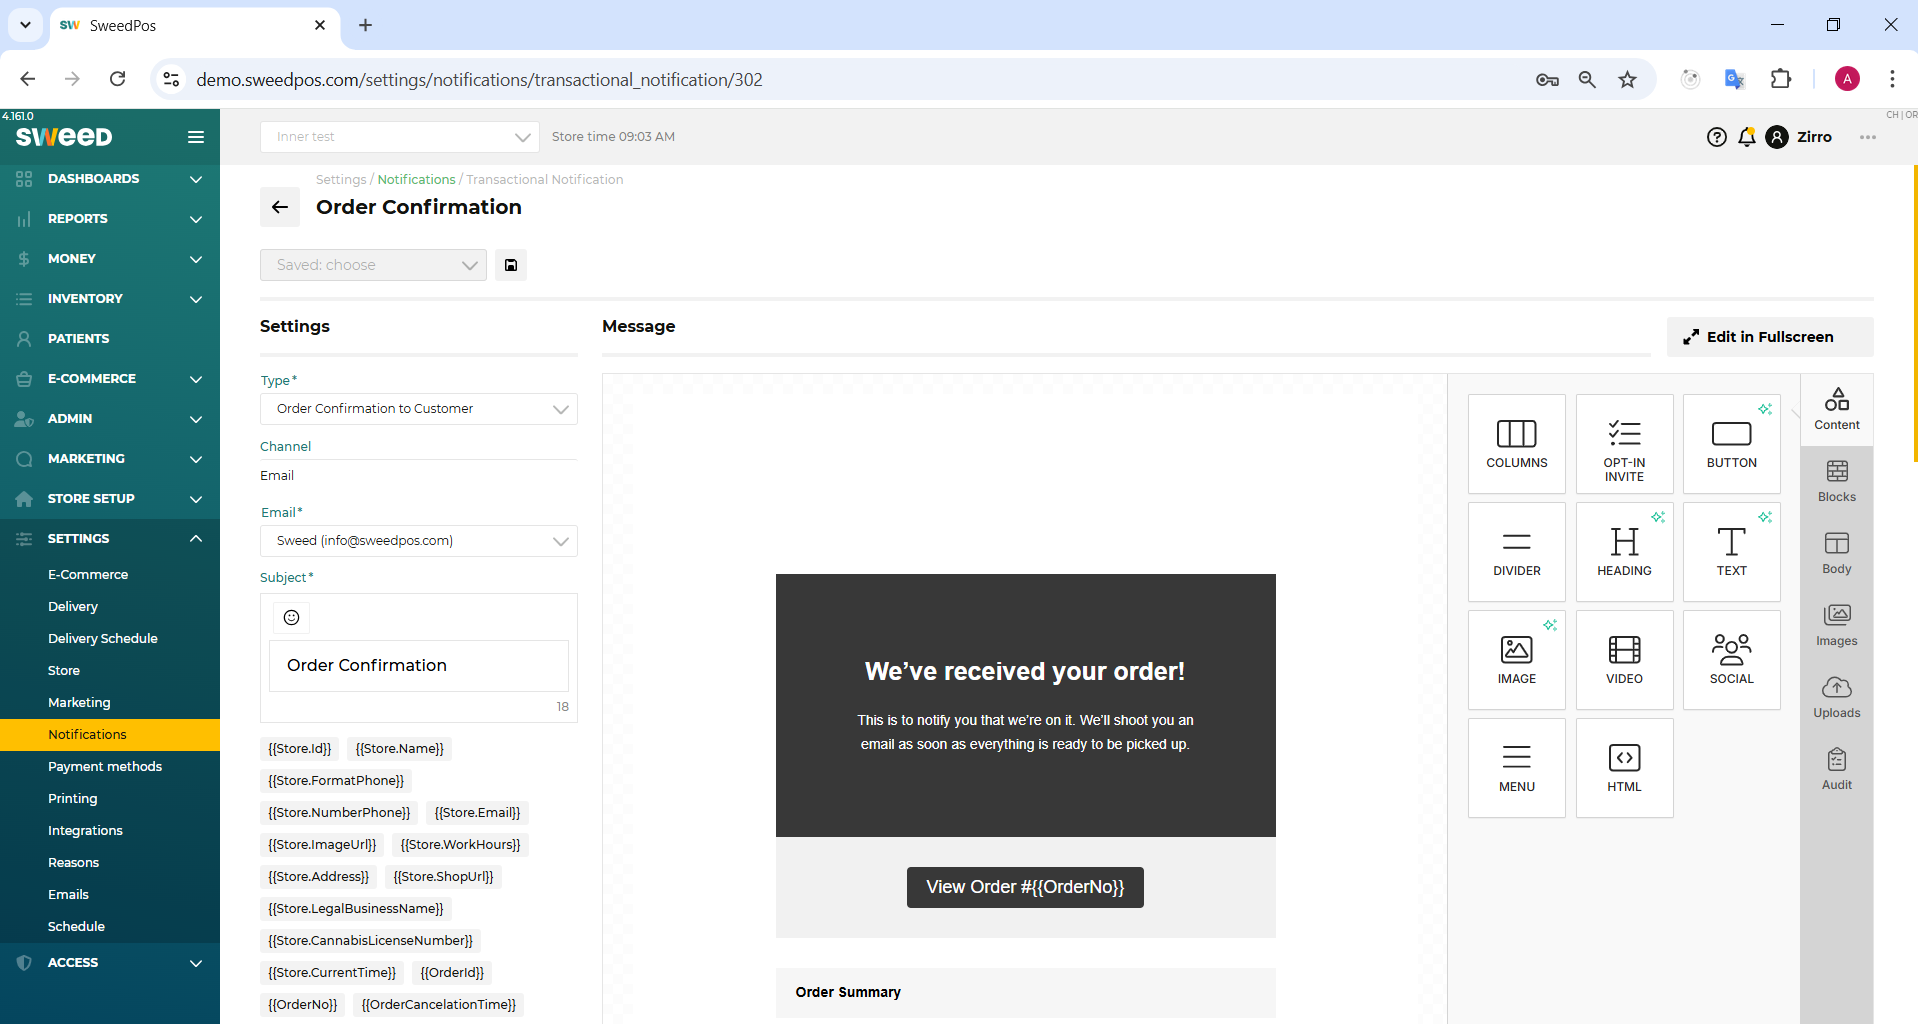 SweedPos
demo.sweedpos.com/settings/notifications/transactional_notification/302
A
4.161.0
SWEED
Inner test
Store time 09:03 AM
Zirro
CH | OR
DASHBOARDS
REPORTS
MONEY
INVENTORY
PATIENTS
E-COMMERCE
ADMIN
MARKETING
STORE SETUP
SETTINGS
E-Commerce
Delivery
Delivery Schedule
Store
Marketing
Notifications
Payment methods
Printing
Integrations
Reasons
Emails
Schedule
ACCESS
Settings / Notifications / Transactional Notification
Order Confirmation
Saved: choose
Settings
Type*
Order Confirmation to Customer
Channel
Email
Email*
Sweed (info@sweedpos.com)
Subject*
Order Confirmation
18
{{Store.Id}} {{Store.Name}}
{{Store.FormatPhone}}
{{Store.NumberPhone}} {{Store.Email}}
{{Store.ImageUrl}} {{Store.WorkHours}}
{{Store.Address}} {{Store.ShopUrl}}
{{Store.LegalBusinessName}}
{{Store.CannabisLicenseNumber}}
{{Store.CurrentTime}} {{OrderId}}
{{OrderNo}} {{OrderCancelationTime}}
Message
Edit in Fullscreen
We’ve received your order!
This is to notify you that we’re on it. We’ll shoot you an
email as soon as everything is ready to be picked up.
View Order #{{OrderNo}}
Order Summary
COLUMNS
OPT-IN
INVITE
BUTTON
DIVIDER
HEADING
TEXT
IMAGE
VIDEO
SOCIAL
MENU
HTML
Content
Blocks
Body
Images
Uploads
Audit